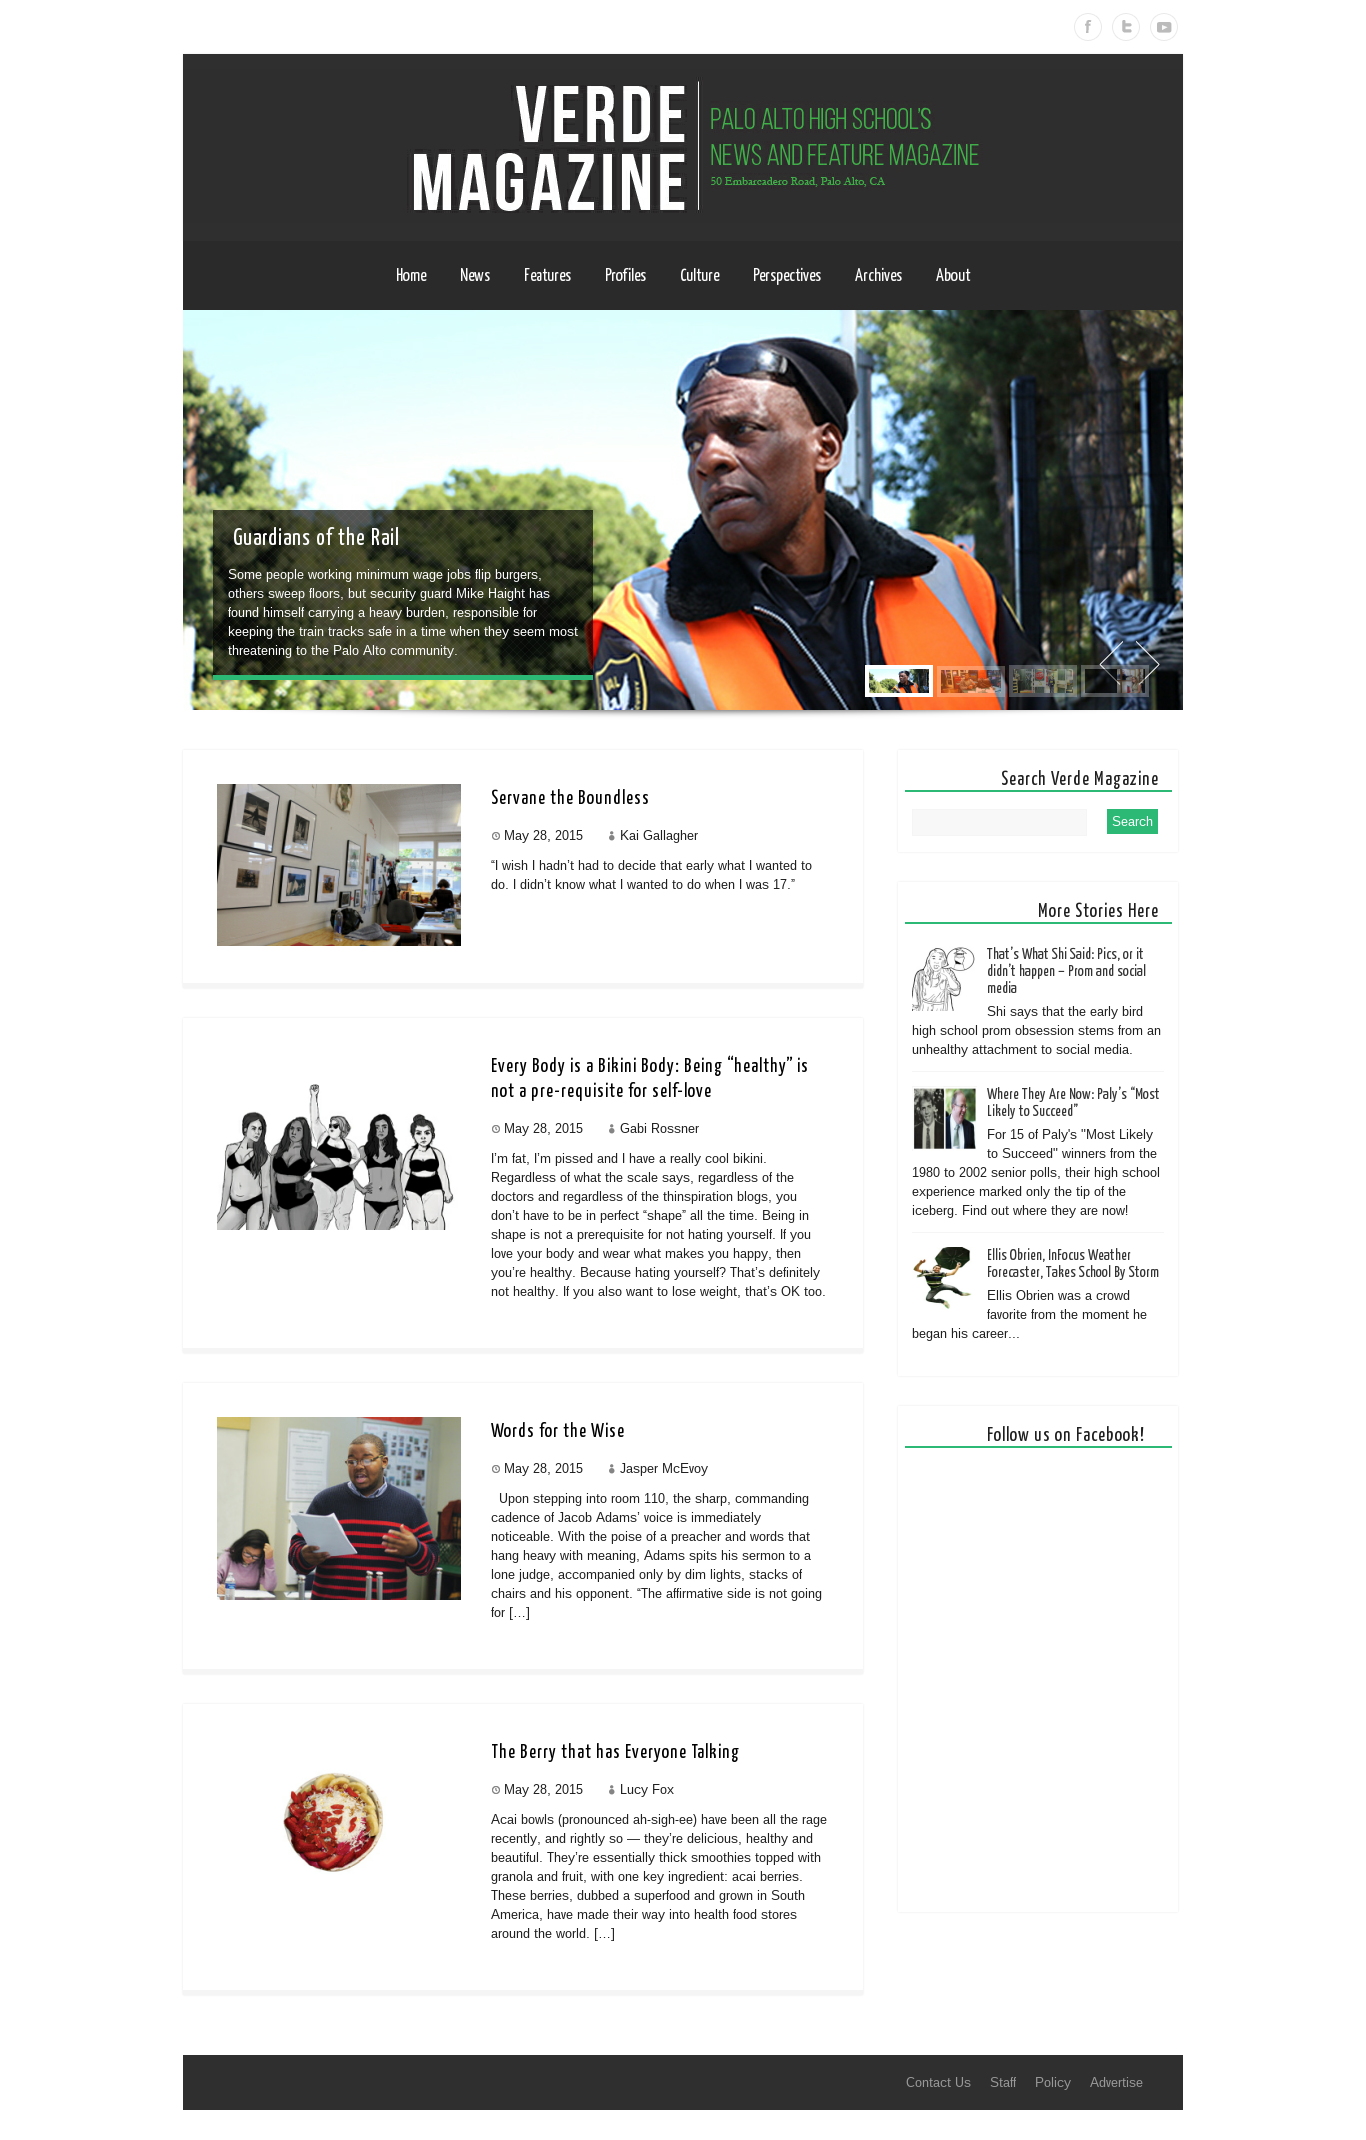 VERDE
MAGAZINE
PALO ALTO HIGH SCHOOL'S
NEWS AND FEATURE MAGAZINE
50 Embarcadero Road, Palo Alto, CA
Home News Features Profiles Culture Perspectives Archives About
Guardians of the Rail
Some people working minimum wage jobs flip burgers,
others sweep floors, but security guard Mike Haight has
found himself carrying a heavy burden, responsible for
keeping the train tracks safe in a time when they seem most
threatening to the Palo Alto community.
Servane the Boundless
May 28, 2015 Kai Gallagher
“I wish I hadn’t had to decide that early what I wanted to
do. I didn’t know what I wanted to do when I was 17.”
Every Body is a Bikini Body: Being “healthy” is
not a pre-requisite for self-love
May 28, 2015 Gabi Rossner
I’m fat, I’m pissed and I have a really cool bikini.
Regardless of what the scale says, regardless of the
doctors and regardless of the thinspiration blogs, you
don’t have to be in perfect “shape” all the time. Being in
shape is not a prerequisite for not hating yourself. If you
love your body and wear what makes you happy, then
you’re healthy. Because hating yourself? That’s definitely
not healthy. If you also want to lose weight, that’s OK too.
Words for the Wise
May 28, 2015 Jasper McEvoy
Upon stepping into room 110, the sharp, commanding
cadence of Jacob Adams’ voice is immediately
noticeable. With the poise of a preacher and words that
hang heavy with meaning, Adams spits his sermon to a
lone judge, accompanied only by dim lights, stacks of
chairs and his opponent. “The affirmative side is not going
for […]
The Berry that has Everyone Talking
May 28, 2015 Lucy Fox
Acai bowls (pronounced ah-sigh-ee) have been all the rage
recently, and rightly so — they’re delicious, healthy and
beautiful. They’re essentially thick smoothies topped with
granola and fruit, with one key ingredient: acai berries.
These berries, dubbed a superfood and grown in South
America, have made their way into health food stores
around the world. […]
Search Verde Magazine
Search
More Stories Here
That’s What Shi Said: Pics, or it
didn’t happen – Prom and social
media
Shi says that the early bird
high school prom obsession stems from an
unhealthy attachment to social media.
Where They Are Now: Paly’s “Most
Likely to Succeed”
For 15 of Paly's "Most Likely
to Succeed" winners from the
1980 to 2002 senior polls, their high school
experience marked only the tip of the
iceberg. Find out where they are now!
Ellis Obrien, InFocus Weather
Forecaster, Takes School By Storm
Ellis Obrien was a crowd
favorite from the moment he
began his career...
Follow us on Facebook!
Contact Us Staff Policy Advertise